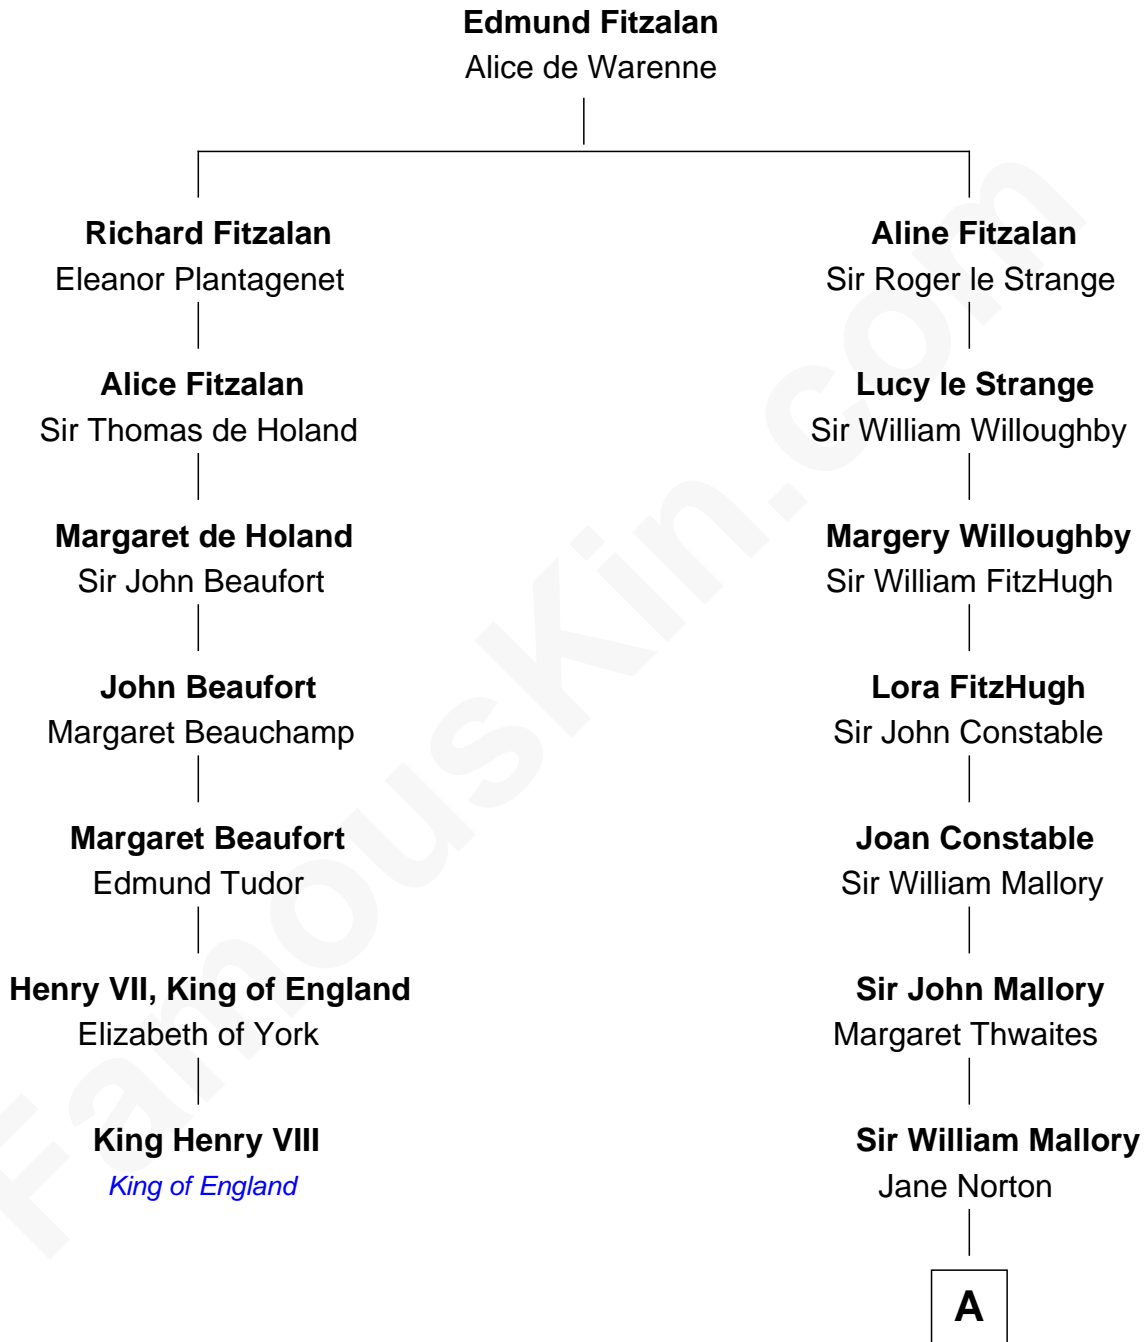 Edmund Fitzalan
Alice de Warenne
Richard Fitzalan
Eleanor Plantagenet
Alice Fitzalan
Sir Thomas de Holand
Margaret de Holand
Sir John Beaufort
John Beaufort
Margaret Beauchamp
Margaret Beaufort
Edmund Tudor
Henry VII, King of England
Elizabeth of York
King Henry VIII
King of England
Aline Fitzalan
Sir Roger le Strange
Lucy le Strange
Sir William Willoughby
Margery Willoughby
Sir William FitzHugh
Lora FitzHugh
Sir John Constable
Joan Constable
Sir William Mallory
Sir John Mallory
Margaret Thwaites
Sir William Mallory
Jane Norton
A
FamousKin.com